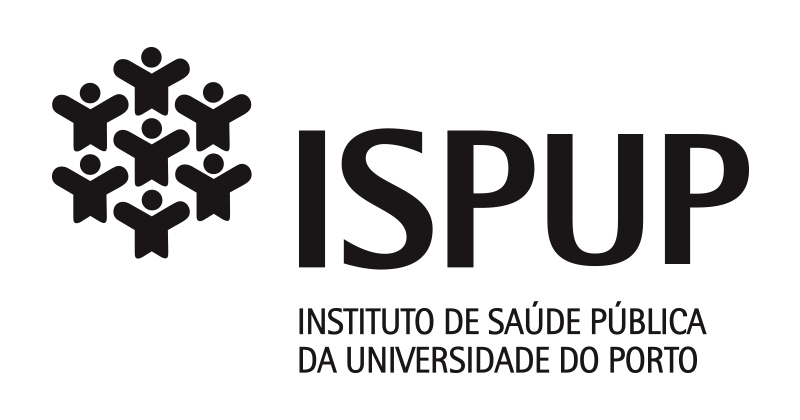 ISPUP
INSTITUTO DE SAÚDE PÚBLICA
DA UNIVERSIDADE DO PORTO